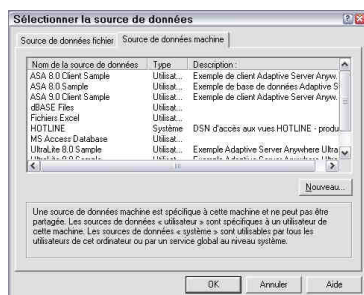 Sélectionner la source de données
Source de données fichier Source de données machine
Nom de la source de données Type Description :
ASA 8.0 Client Sample Utilisat... Exemple de client Adaptive Server Anyw.
ASA 8.0 Sample Utilisat... Exemple de base de données Adaptive S
ASA 9.0 Client Sample Utilisat... Exemple de client Adaptive Server Anyw.
dBASE Files Utilisat...
Fichiers Excel Utilisat...
HOTLINE Système DSN d'accès aux vues HOTLINE - produ
MS Access Database Utilisat...
UltraLite 8.0 Sample Utilisat... Exemple Adaptive Server Anywhere Ultra
Nouveau...
Une source de données machine est spécifique à cette machine et ne peut pas être
partagée. Les sources de données « utilisateur » sont spécifiques à un utilisateur de
cette machine. Les sources de données « système » sont utilisables par tous les
utilisateurs de cet ordinateur ou par un service global au niveau système.
OK Annuler Aide